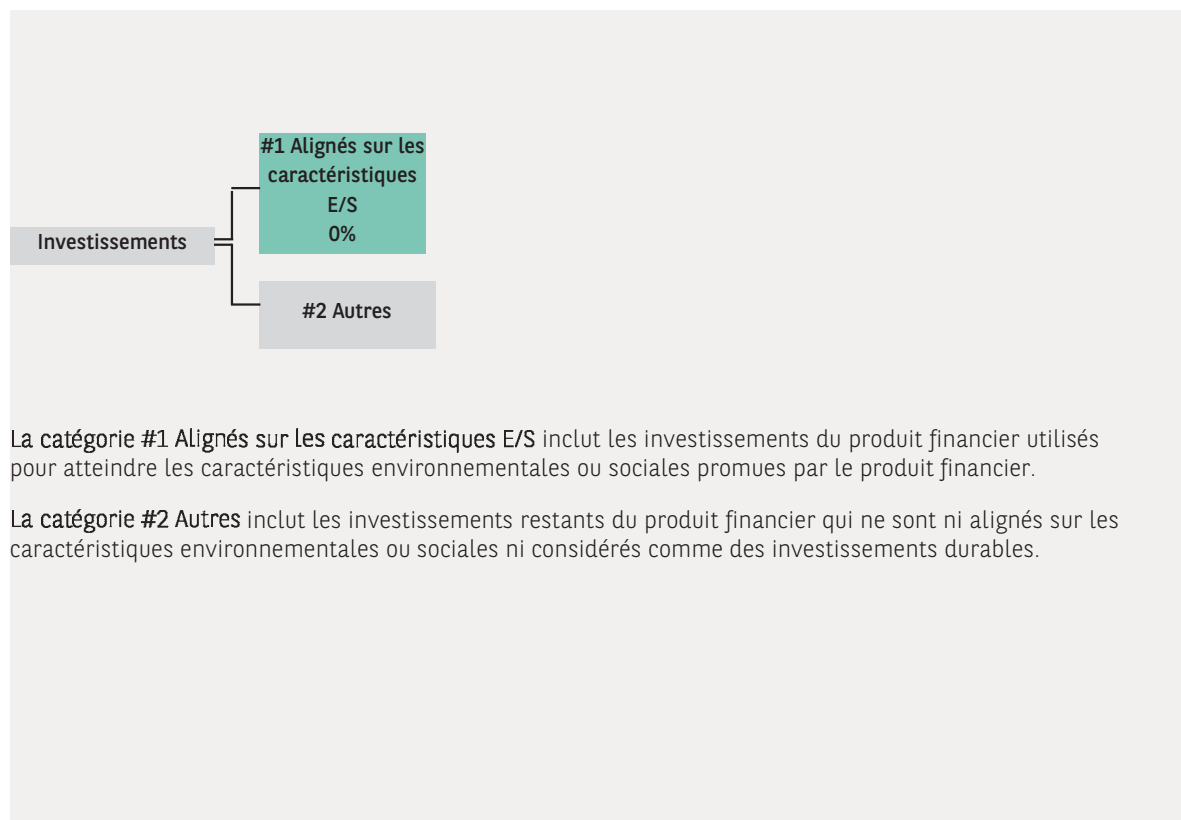 #1 Alignés sur les
caractéristiques
E/S
0%
Investissements
#2 Autres
La catégorie #1 Alignés sur les caractéristiques E/S inclut les investissements du produit financier utilisés
pour atteindre les caractéristiques environnementales ou sociales promues par le produit financier.
La catégorie #2 Autres inclut les investissements restants du produit financier qui ne sont ni alignés sur les
caractéristiques environnementales ou sociales ni considérés comme des investissements durables.